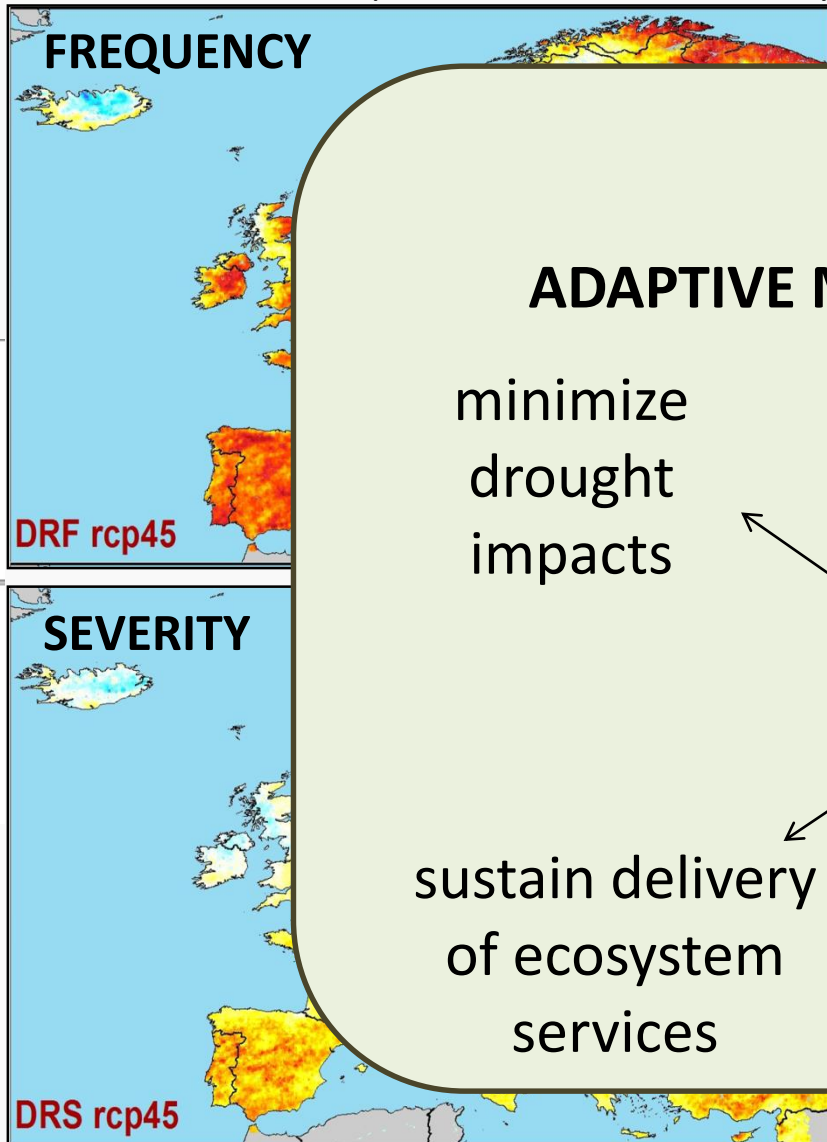 FREQUENCY
DRF rcp45
ADAPTIVE
minimize
drought
impacts
SEVERITY
DRS rcp45
sustain delivery
of ecosystem
services